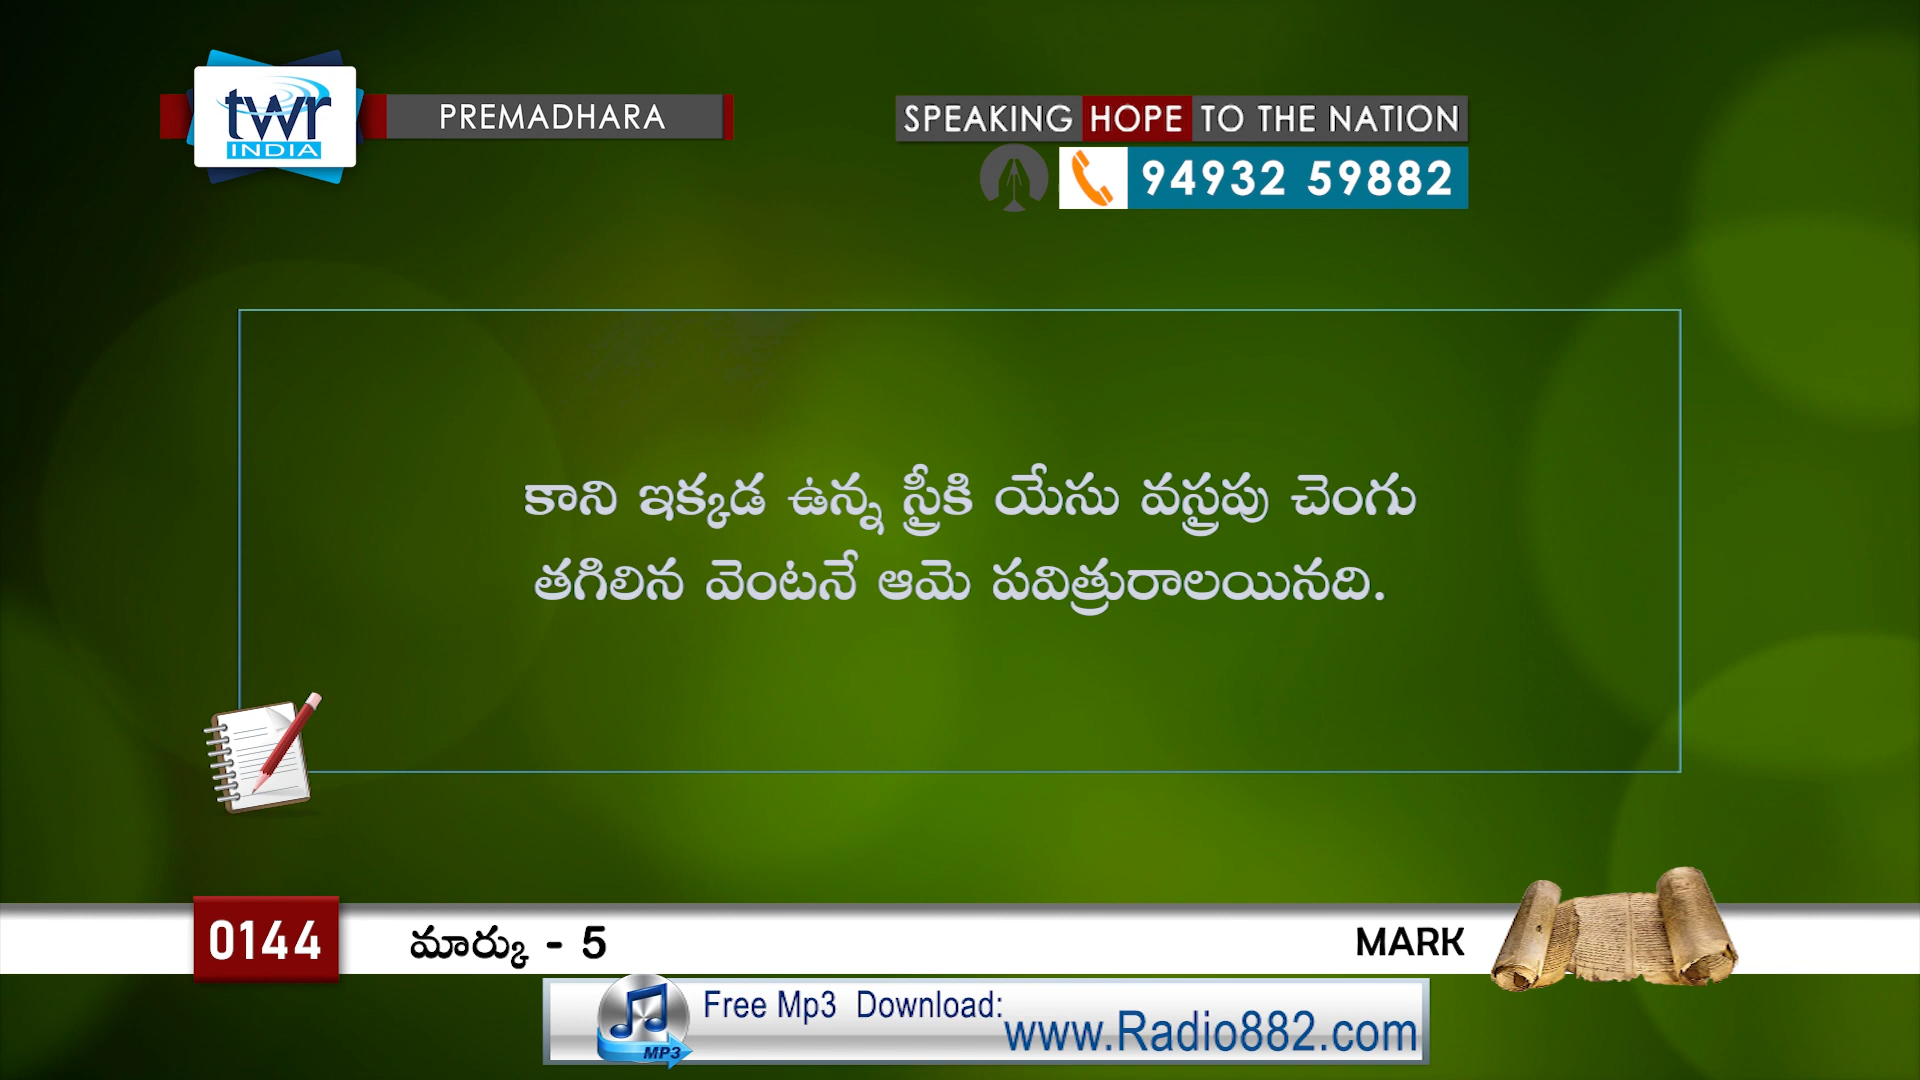 twr
INDIA
PREMADHARA
SPEAKING HOPE TO THE NATION
94932 59882
కాని ఇక్కడ ఉన్న స్త్రీకి యేసు వస్త్రపు చెంగు
తగిలిన వెంటనే ఆమె పవిత్రురాలయినది.
0144
మార్కు - 5
MARK
MP3
Free Mp3 Download:
www.Radio882.com